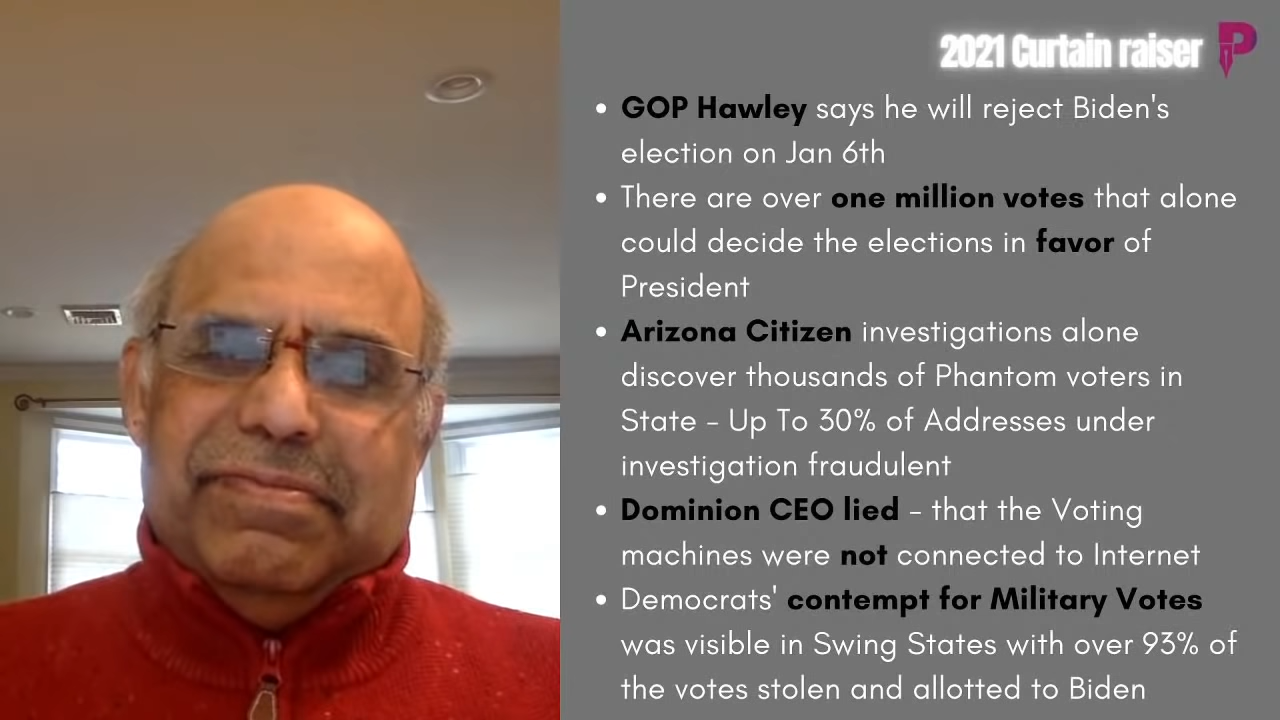 2021 Curtain raiser
P
• GOP Hawley says he will reject Biden's
election on Jan 6th
• There are over one million votes that alone
could decide the elections in favor of
President
• Arizona Citizen investigations alone
discover thousands of Phantom voters in
State - Up To 30% of Addresses under
investigation fraudulent
• Dominion CEO lied - that the Voting
machines were not connected to Internet
• Democrats' contempt for Military Votes
was visible in Swing States with over 93% of
the votes stolen and allotted to Biden